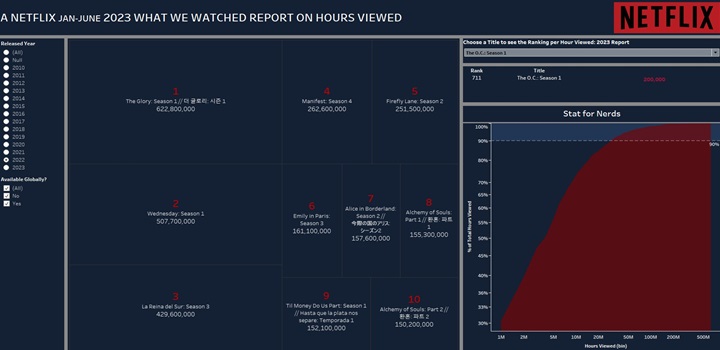 A NETFLIX JAN-JUNE 2023 WHAT WE WATCHED REPORT ON HOURS VIEWED
NETFLIX
Released Year
(All)
Null
2010
2011
2012
2013
2014
2015
2016
2017
2018
2019
2020
2021
2022
2023
Available Globally?
(All)
No
Yes
1
The Glory: Season 1 // 더 글로리: 시즌 1
622,800,000
2
Wednesday: Season 1
507,700,000
3
La Reina del Sur: Season 3
429,600,000
4
Manifest: Season 4
262,600,000
5
Firefly Lane: Season 2
251,500,000
6
Emily in Paris:
Season 3
161,100,000
7
Alice in Borderland:
Season 2 //
今際の国のアリス:
シーズン2
157,600,000
8
Alchemy of Souls:
Part 1 // 환혼: 파트
1
155,300,000
9
Til Money Do Us Part: Season 1
// Hasta que la plata nos
separe: Temporada 1
152,100,000
10
Alchemy of Souls: Part 2 //
환혼: 파트 2
150,200,000
Choose a Title to see the Ranking per Hour Viewed: 2023 Report
The O.C.: Season 1
Rank Title
711 The O.C.: Season 1
Stat for Nerds
% of Total Hours Viewed
100%
90%
80%
70%
65%
60%
55%
50%
45%
40%
36%
33%
30%
90%
1M 2M 5M 10M 20M 50M 100M 200M 500M
Hours Viewed (bin)